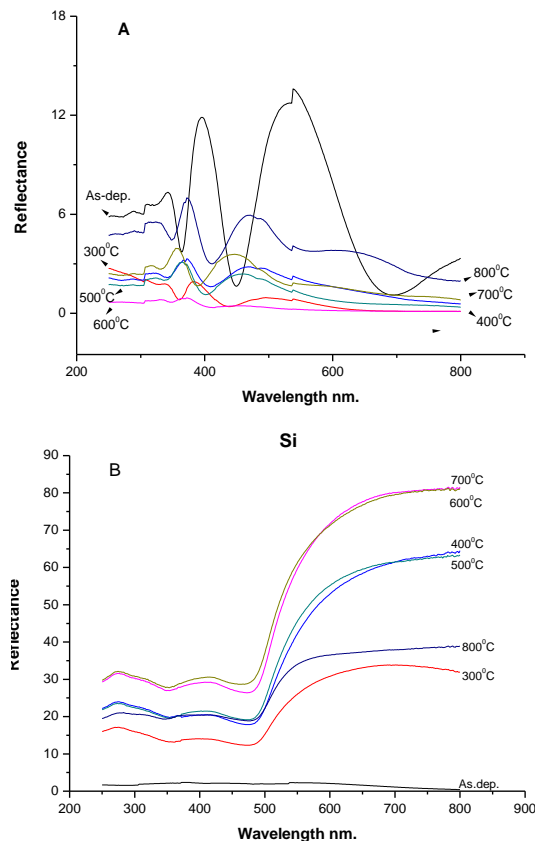 A
18
12
6
0
Reflectance
As-dep.
300⁰C
500⁰C
600⁰C
800⁰C
700⁰C
400⁰C
200 400 600 800
Wavelength nm.
Si
B
90
80
70
60
50
40
30
20
10
0
Reflectance
700⁰C
600⁰C
400⁰C
500⁰C
800⁰C
300⁰C
As.dep.
200 300 400 500 600 700 800 900
Wavelength nm.